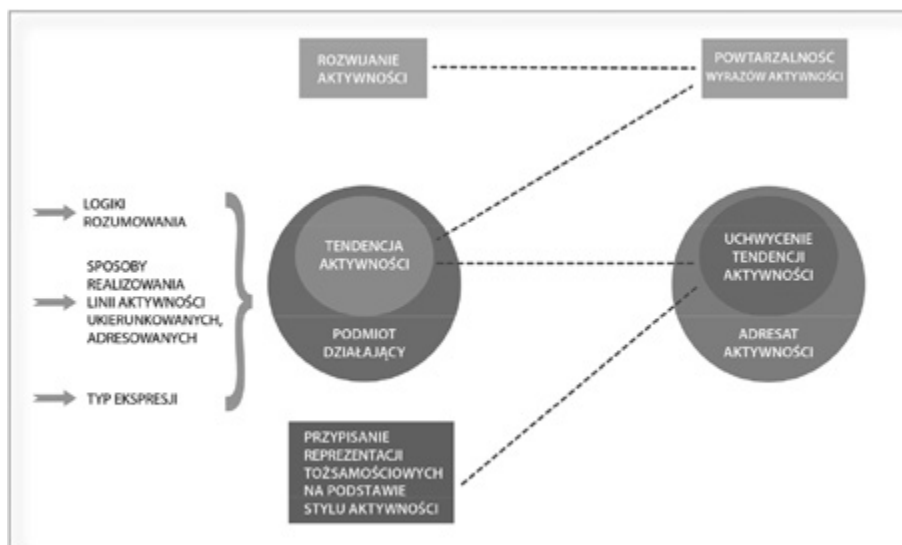 ROZWIJANIE
AKTYWNOŚCI
POWTARZALNOŚĆ
WYRAZÓW AKTYWNOŚCI
LOGIKI
ROZUMOWANIA
SPOSOBY
REALIZOWANIA
LINII AKTYWNOŚCI
UKIERUNKOWANYCH,
ADRESOWANYCH
TYP EKSPRESJI
TENDENCJA
AKTYWNOŚCI
PODMIOT
DZIAŁAJĄCY
UCHWYCENIE
TENDENCJI
AKTYWNOŚCI
ADRESAT
AKTYWNOŚCI
PRZYPISANIE
REPREZENTACJI
TOŻSAMOŚCIOWYCH
NA PODSTAWIE
STYLU AKTYWNOŚCI